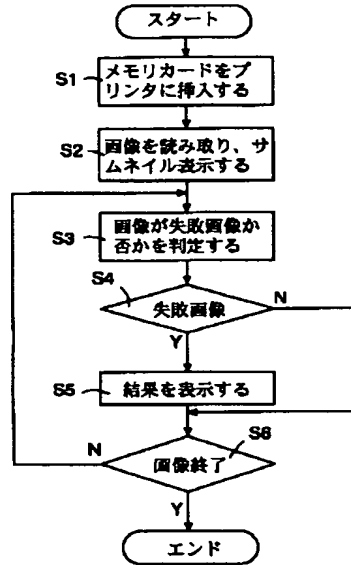 スタート
S1
メモリカードをプ
リンタに挿入する
S2
画像を読み取り、サ
ムネイル表示する
S3
画像が失敗画像か
否かを判定する
S4
失敗画像
N
Y
S5
結果を表示する
S6
N
画像終了
Y
エンド